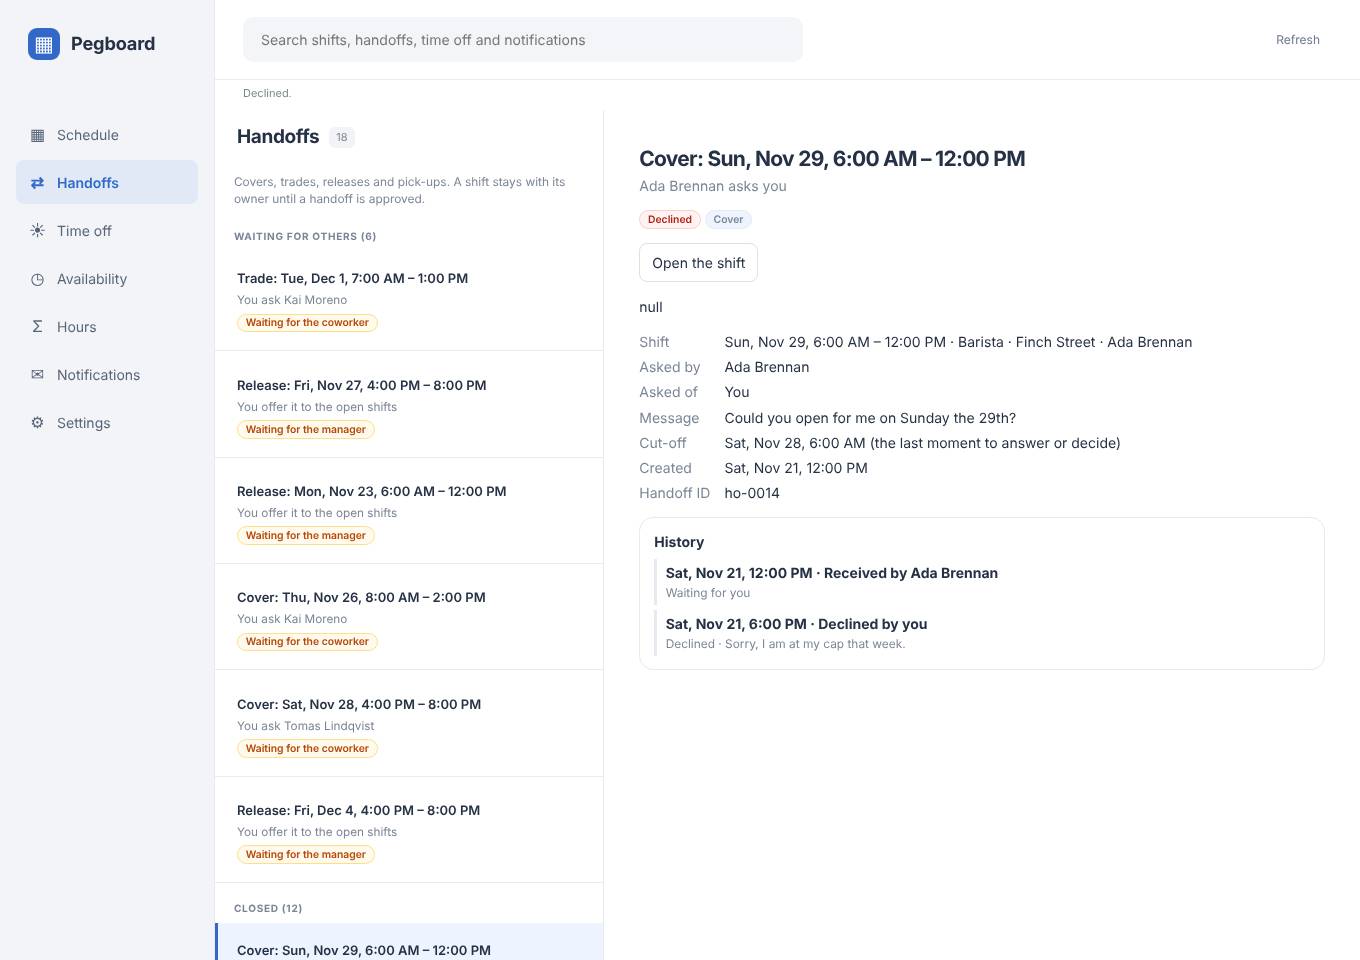 Pegboard
Schedule
Handoffs
Time off
Availability
Hours
Notifications
Settings
Search shifts, handoffs, time off and notifications
Refresh
Declined.
Handoffs 18
Covers, trades, releases and pick-ups. A shift stays with its
owner until a handoff is approved.
WAITING FOR OTHERS (6)
Trade: Tue, Dec 1, 7:00 AM – 1:00 PM
You ask Kai Moreno
Waiting for the coworker
Release: Fri, Nov 27, 4:00 PM – 8:00 PM
You offer it to the open shifts
Waiting for the manager
Release: Mon, Nov 23, 6:00 AM – 12:00 PM
You offer it to the open shifts
Waiting for the manager
Cover: Thu, Nov 26, 8:00 AM – 2:00 PM
You ask Kai Moreno
Waiting for the coworker
Cover: Sat, Nov 28, 4:00 PM – 8:00 PM
You ask Tomas Lindqvist
Waiting for the coworker
Release: Fri, Dec 4, 4:00 PM – 8:00 PM
You offer it to the open shifts
Waiting for the manager
CLOSED (12)
Cover: Sun, Nov 29, 6:00 AM – 12:00 PM
Cover: Sun, Nov 29, 6:00 AM – 12:00 PM
Ada Brennan asks you
Declined Cover
Open the shift
null
Shift Sun, Nov 29, 6:00 AM – 12:00 PM · Barista · Finch Street · Ada Brennan
Asked by Ada Brennan
Asked of You
Message Could you open for me on Sunday the 29th?
Cut-off Sat, Nov 28, 6:00 AM (the last moment to answer or decide)
Created Sat, Nov 21, 12:00 PM
Handoff ID ho-0014
History
Sat, Nov 21, 12:00 PM · Received by Ada Brennan
Waiting for you
Sat, Nov 21, 6:00 PM · Declined by you
Declined · Sorry, I am at my cap that week.